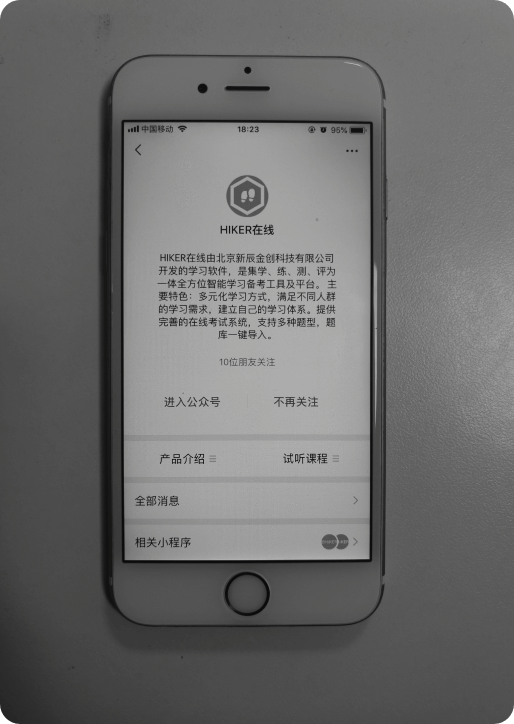 中国移动 18:23 95%
HIKER在线
HIKER在线由北京新辰金创科技有限公司
开发的学习软件，是集学、练、测、评为
一体全方位智能学习备考工具及平台。主
要特色：多元化学习方式，满足不同人群
的学习需求，建立自己的学习体系。提供
完善的在线考试系统，支持多种题型，题
库一键导入。
10位朋友关注
进入公众号 不再关注
产品介绍 试听课程
全部消息
相关小程序